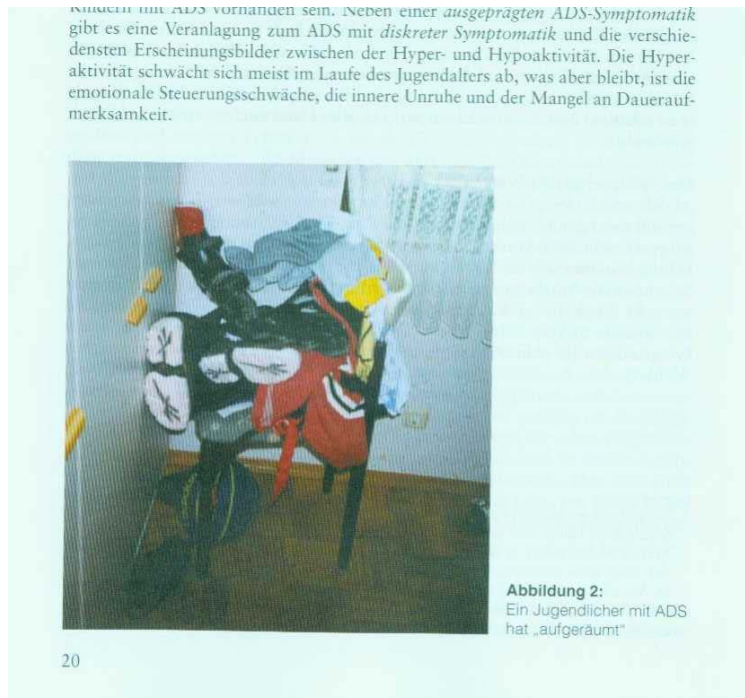 Kindern mit ADS vorhanden sein. Neben einer ausgeprägten ADS-Symptomatik
gibt es eine Veranlagung zum ADS mit diskreter Symptomatik und die verschie-
densten Erscheinungsbilder zwischen der Hyper- und Hypoaktivität. Die Hyper-
aktivität schwächt sich meist im Laufe des Jugendalters ab, was aber bleibt, ist die
emotionale Steuerungsschwäche, die innere Unruhe und der Mangel an Dauerauf-
merksamkeit.
Abbildung 2:
Ein Jugendlicher mit ADS
hat „aufgeräumt“
20